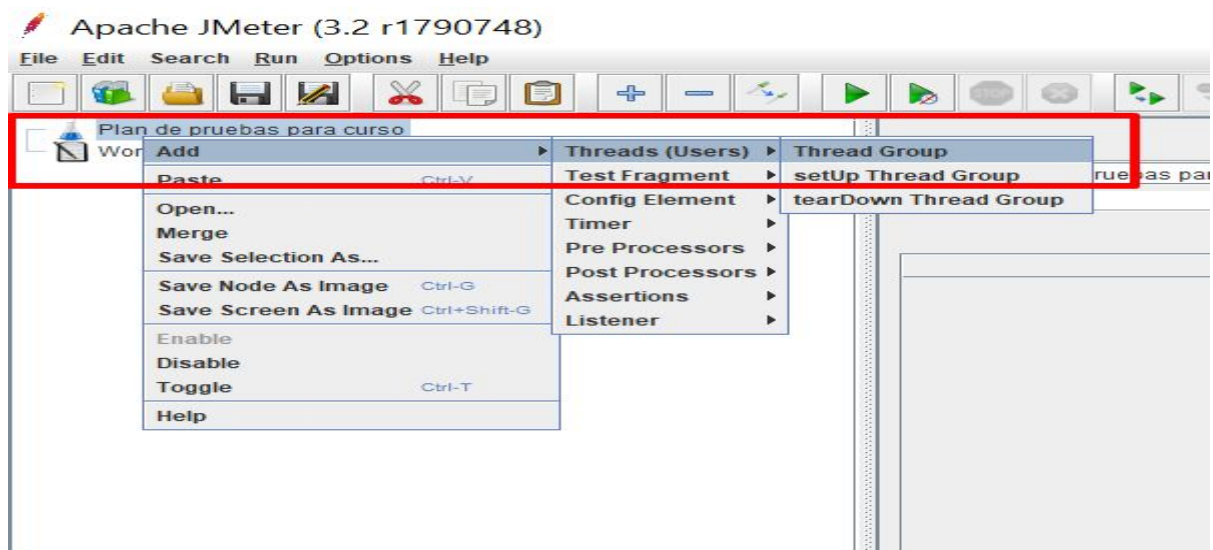 Apache JMeter (3.2 r1790748)
File Edit Search Run Options Help
STOP
Plan de pruebas para curso
Wor
Add
Paste Ctrl-V
Open...
Merge
Save Selection As...
Save Node As Image Ctrl-G
Save Screen As Image Ctrl+Shift-G
Enable
Disable
Toggle Ctrl-T
Help
Threads (Users)
Test Fragment
Config Element
Timer
Pre Processors
Post Processors
Assertions
Listener
Thread Group
setUp Thread Group
tearDown Thread Group
ruebas par